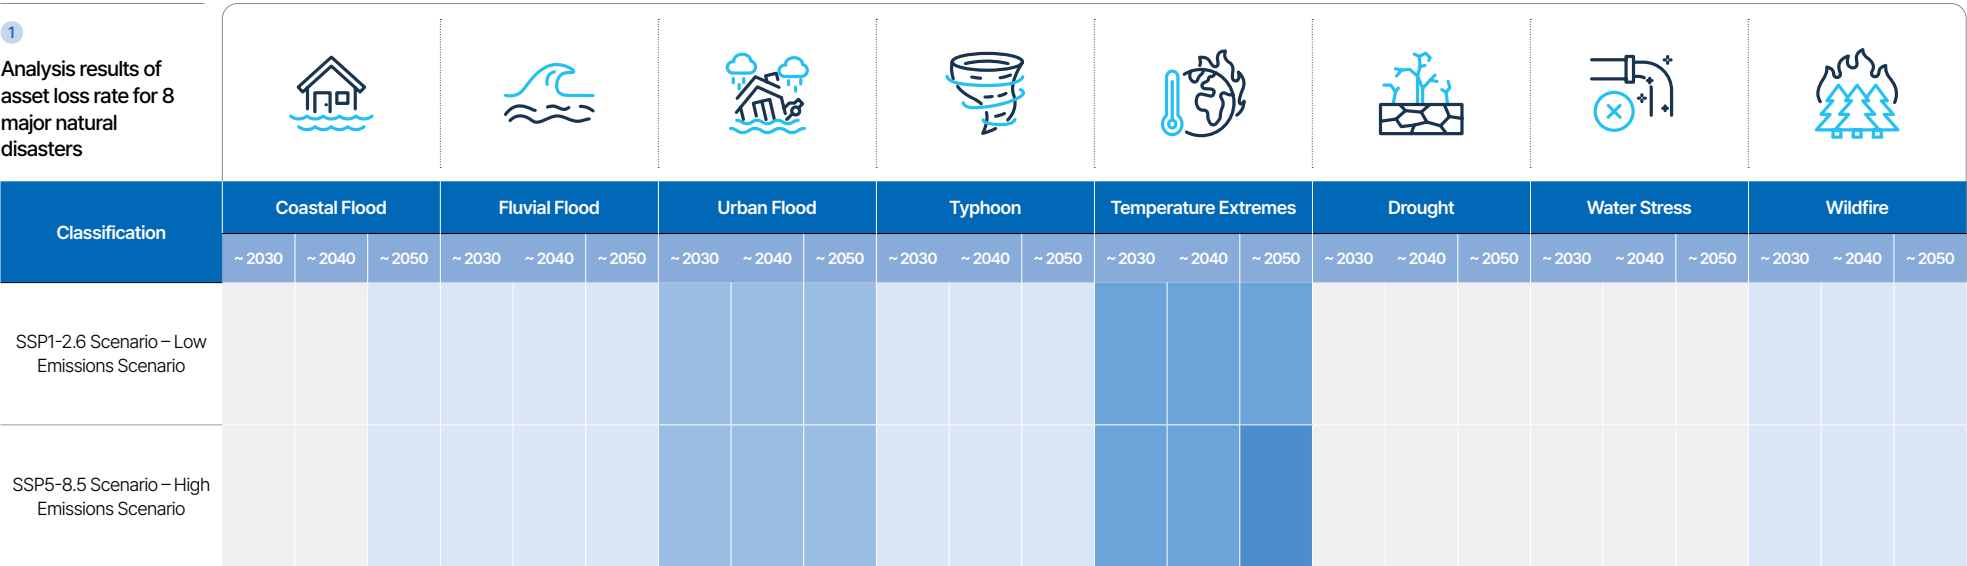 1
Analysis results of
asset loss rate for 8
major natural
disasters
Classification
Coastal Flood
Fluvial Flood
Urban Flood
Typhoon
Temperature Extremes
Drought
Water Stress
Wildfire
~ 2030 ~ 2040 ~ 2050 ~ 2030 ~ 2040 ~ 2050 ~ 2030 ~ 2040 ~ 2050 ~ 2030 ~ 2040 ~ 2050 ~ 2030 ~ 2040 ~ 2050 ~ 2030 ~ 2040 ~ 2050 ~ 2030 ~ 2040 ~ 2050 ~ 2030 ~ 2040 ~ 2050
SSP1-2.6 Scenario – Low
Emissions Scenario
SSP5-8.5 Scenario – High
Emissions Scenario